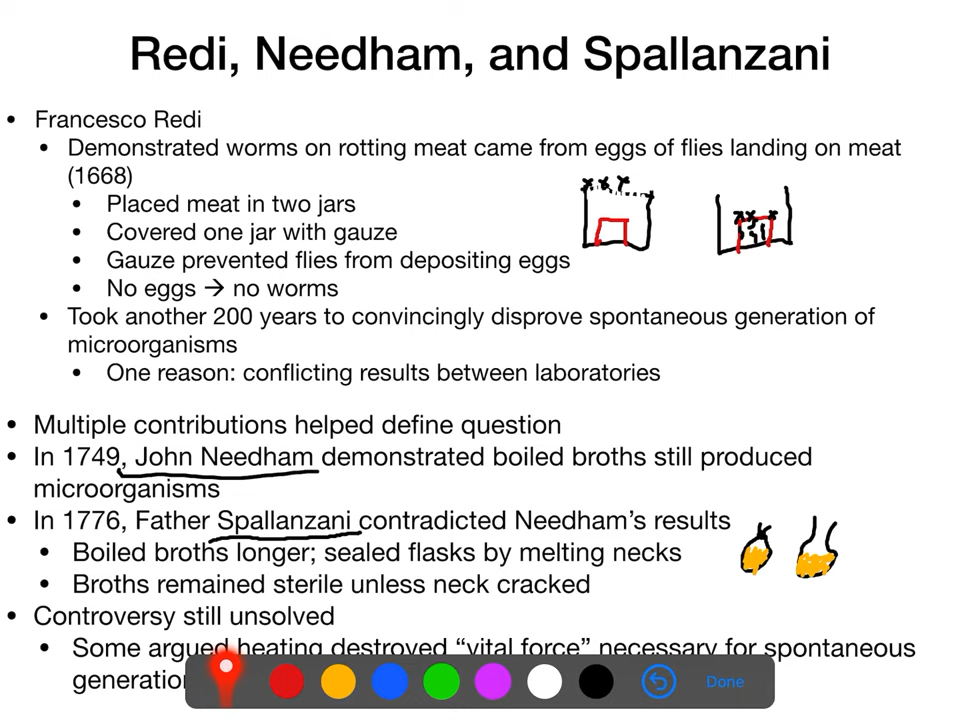 Redi, Needham, and Spallanzani
• Francesco Redi
• Demonstrated worms on rotting meat came from eggs of flies landing on meat
(1668)
• Placed meat in two jars
• Covered one jar with gauze
• Gauze prevented flies from depositing eggs
• No eggs → no worms
• Took another 200 years to convincingly disprove spontaneous generation of
microorganisms
• One reason: conflicting results between laboratories
• Multiple contributions helped define question
• In 1749, John Needham demonstrated boiled broths still produced
microorganisms
• In 1776, Father Spallanzani contradicted Needham’s results
• Boiled broths longer; sealed flasks by melting necks
• Broths remained sterile unless neck cracked
• Controversy still unsolved
• Some argued heating destroyed “vital force” necessary for spontaneous
generation
Done